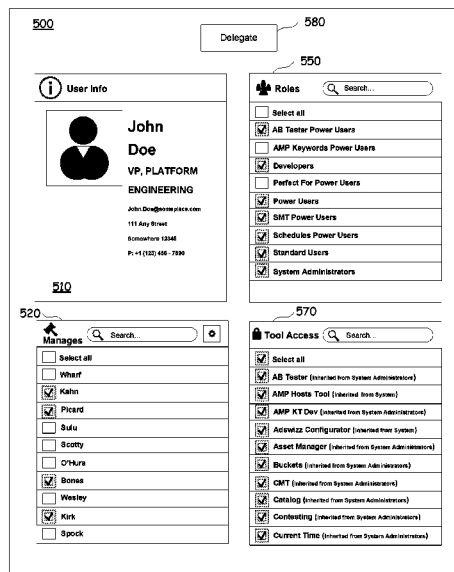 500
Delegate
580
550
User Info
John
Doe
VP, PLATFORM
ENGINEERING
John.Doe@someplace.com
111 Any Street
Somewhere 12345
P: +1 (123) 456 - 7890
510
Roles
Search...
Select all
AB Tester Power Users
AMP Keywords Power Users
Developers
Perfect For Power Users
Power Users
SMT Power Users
Schedules Power Users
Standard Users
System Administrators
520
Manages
Search...
Select all
Wharf
Kahn
Picard
Sulu
Scotty
O'Hura
Bones
Wesley
Kirk
Spock
570
Tool Access
Search...
Select all
AB Tester (Inherited from System Administrators)
AMP Hosts Tool (Inherited from System)
AMP KT Dev (Inherited from System Administrators)
Adswizz Configurator (Inherited from System)
Asset Manager (Inherited from System Administrators)
Buckets (Inherited from System Administrators)
CMT (Inherited from System Administrators)
Catalog (Inherited from System Administrators)
Contesting (Inherited from System Administrators)
Current Time (Inherited from System Administrators)